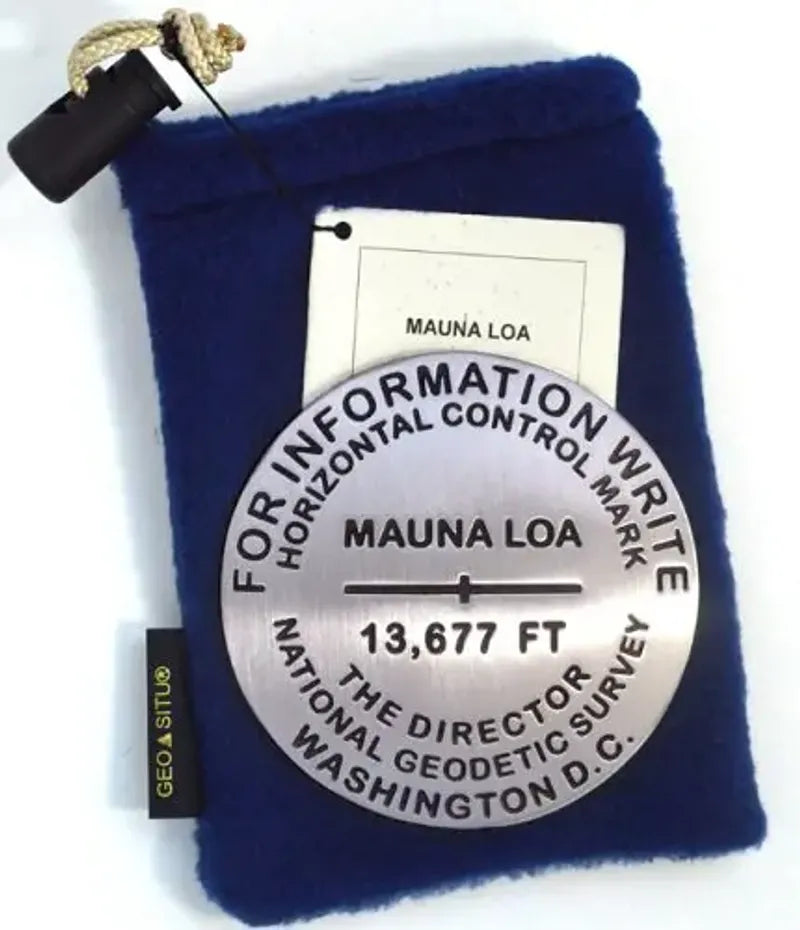 MAUNA LOA
FOR INFORMATION WRITE
HORIZONTAL CONTROL MARK
MAUNA LOA
13,677 FT
THE DIRECTOR
NATIONAL GEODETIC SURVEY
WASHINGTON D.C.
GEO▲SITU®